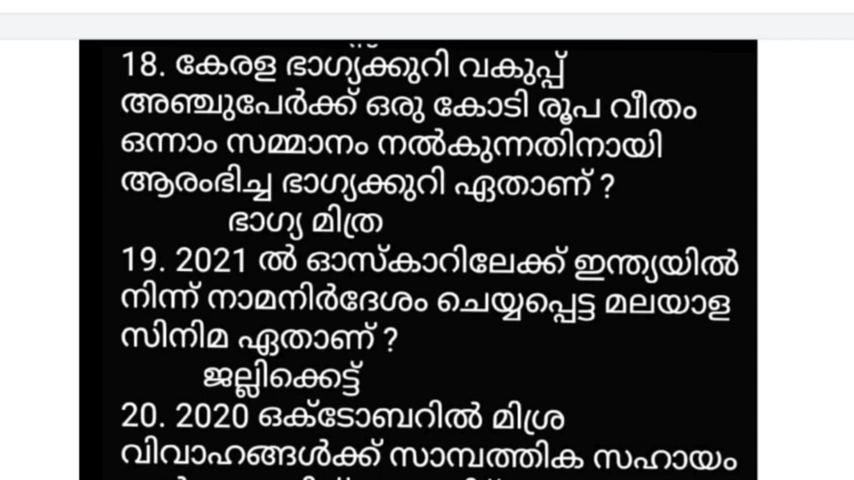 18. കേരള ഭാഗ്യക്കുറി വകുപ്പ്
അഞ്ചുപേർക്ക് ഒരു കോടി രൂപ വീതം
ഒന്നാം സമ്മാനം നൽകുന്നതിനായി
ആരംഭിച്ച ഭാഗ്യക്കുറി ഏതാണ് ?
ഭാഗ്യ മിത്ര
19. 2021 ൽ ഓസ്കാറിലേക്ക് ഇന്ത്യയിൽ
നിന്ന് നാമനിർദേശം ചെയ്യപ്പെട്ട മലയാള
സിനിമ ഏതാണ് ?
ജല്ലിക്കെട്ട്
20. 2020 ഒക്ടോബറിൽ മിശ്ര
വിവാഹങ്ങൾക്ക് സാമ്പത്തിക സഹായം